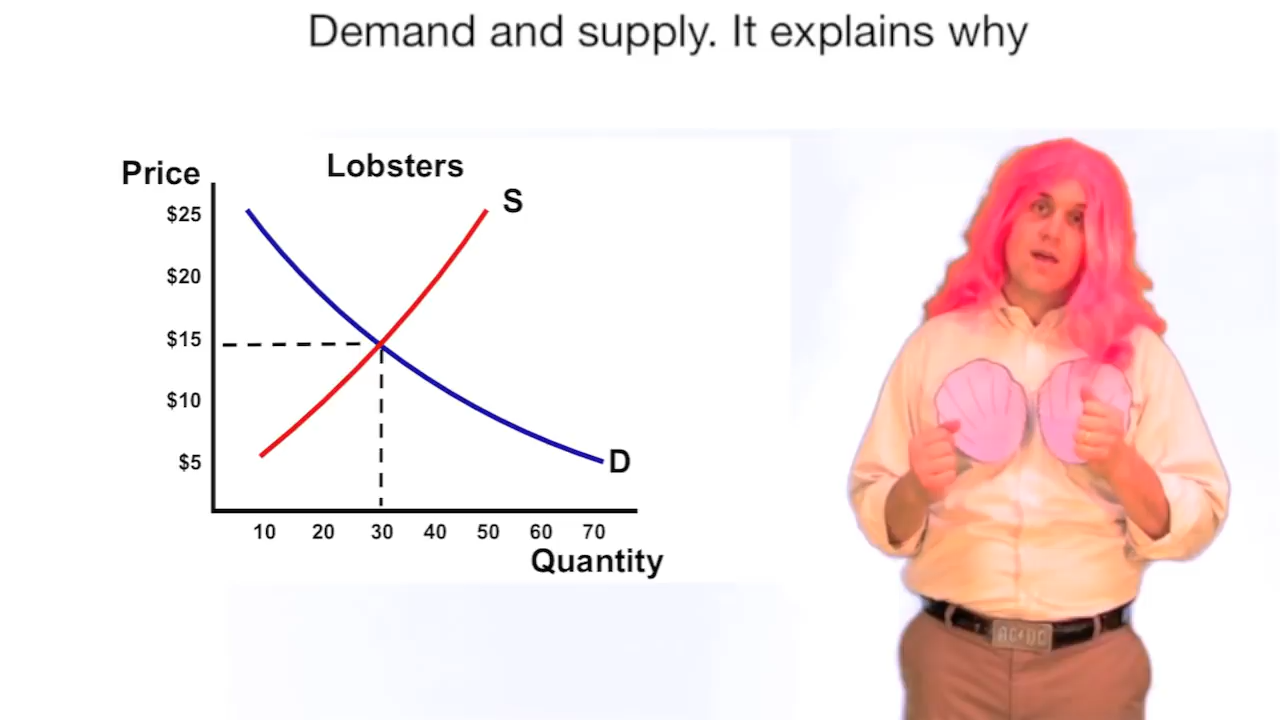 Demand and supply. It explains why
Lobsters
Price
S
$25
$20
$15
$10
$5
D
10 20 30 40 50 60 70
Quantity
AC⚡DC